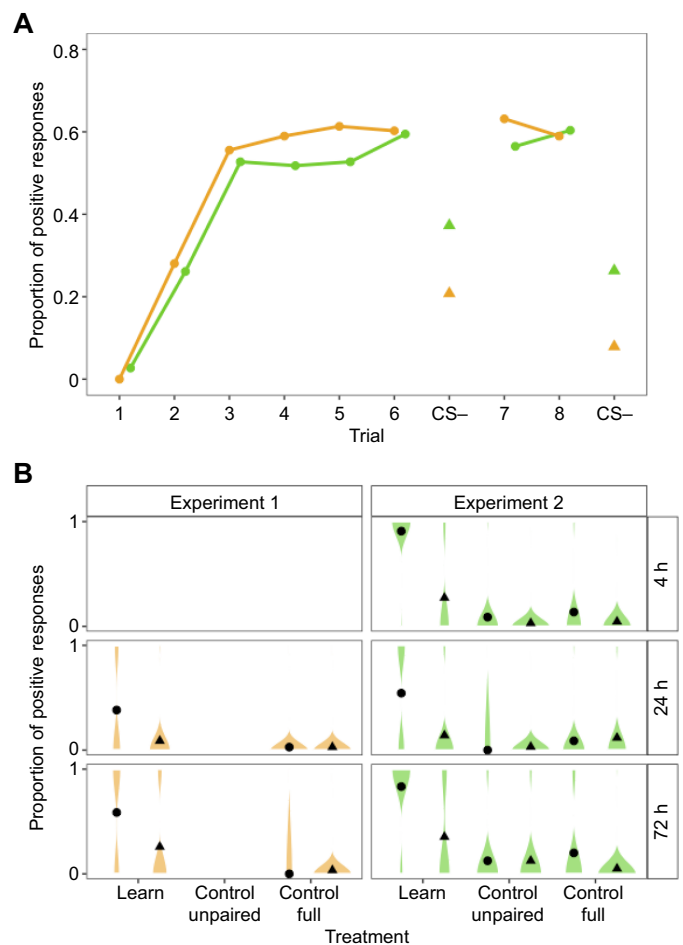 A
Proportion of positive responses
0.8
0.6
0.4
0.2
0
1 2 3 4 5 6 CS– 7 8 CS–
Trial
B
Proportion of positive responses
Experiment 1 Experiment 2
1
0
4 h
1
0
24 h
1
0
72 h
Learn Control unpaired Control full Learn Control unpaired Control full
Treatment